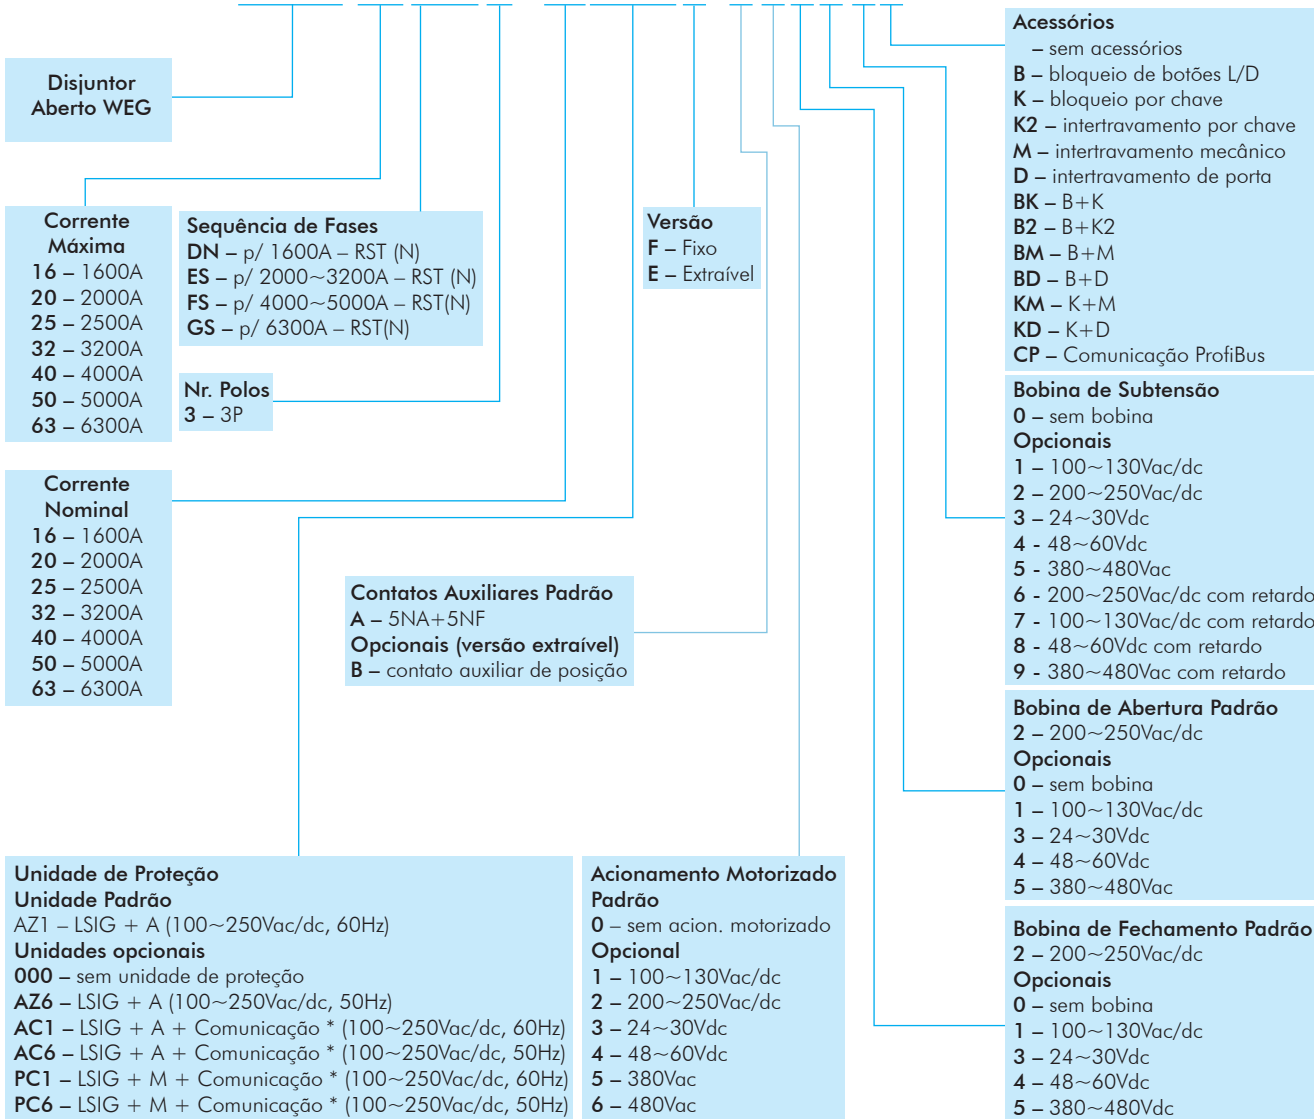 Disjuntor
Aberto WEG
Corrente
Máxima
16 – 1600A
20 – 2000A
25 – 2500A
32 – 3200A
40 – 4000A
50 – 5000A
63 – 6300A
Sequência de Fases
DN – p/ 1600A – RST (N)
ES – p/ 2000~3200A – RST (N)
FS – p/ 4000~5000A – RST(N)
GS – p/ 6300A – RST(N)
Nr. Polos
3 – 3P
Versão
F – Fixo
E – Extraível
Corrente
Nominal
16 – 1600A
20 – 2000A
25 – 2500A
32 – 3200A
40 – 4000A
50 – 5000A
63 – 6300A
Contatos Auxiliares Padrão
A – 5NA+5NF
Opcionais (versão extraível)
B – contato auxiliar de posição
Unidade de Proteção
Unidade Padrão
AZ1 – LSIG + A (100~250Vac/dc, 60Hz)
Unidades opcionais
000 – sem unidade de proteção
AZ6 – LSIG + A (100~250Vac/dc, 50Hz)
AC1 – LSIG + A + Comunicação * (100~250Vac/dc, 60Hz)
AC6 – LSIG + A + Comunicação * (100~250Vac/dc, 50Hz)
PC1 – LSIG + M + Comunicação * (100~250Vac/dc, 60Hz)
PC6 – LSIG + M + Comunicação * (100~250Vac/dc, 50Hz)
Acionamento Motorizado
Padrão
0 – sem acion. motorizado
Opcional
1 – 100~130Vac/dc
2 – 200~250Vac/dc
3 – 24~30Vdc
4 – 48~60Vdc
5 – 380Vac
6 – 480Vac
Acessórios
– sem acessórios
B – bloqueio de botões L/D
K – bloqueio por chave
K2 – intertravamento por chave
M – intertravamento mecânico
D – intertravamento de porta
BK – B+K
B2 – B+K2
BM – B+M
BD – B+D
KM – K+M
KD – K+D
CP – Comunicação ProfiBus
Bobina de Subtensão
0 – sem bobina
Opcionais
1 – 100~130Vac/dc
2 – 200~250Vac/dc
3 – 24~30Vdc
4 - 48~60Vdc
5 - 380~480Vac
6 - 200~250Vac/dc com retardo
7 - 100~130Vac/dc com retardo
8 - 48~60Vdc com retardo
9 - 380~480Vac com retardo
Bobina de Abertura Padrão
2 – 200~250Vac/dc
Opcionais
0 – sem bobina
1 – 100~130Vac/dc
3 – 24~30Vdc
4 – 48~60Vdc
5 – 380~480Vac
Bobina de Fechamento Padrão
2 – 200~250Vac/dc
Opcionais
0 – sem bobina
1 – 100~130Vac/dc
3 – 24~30Vdc
4 – 48~60Vdc
5 – 380~480Vdc